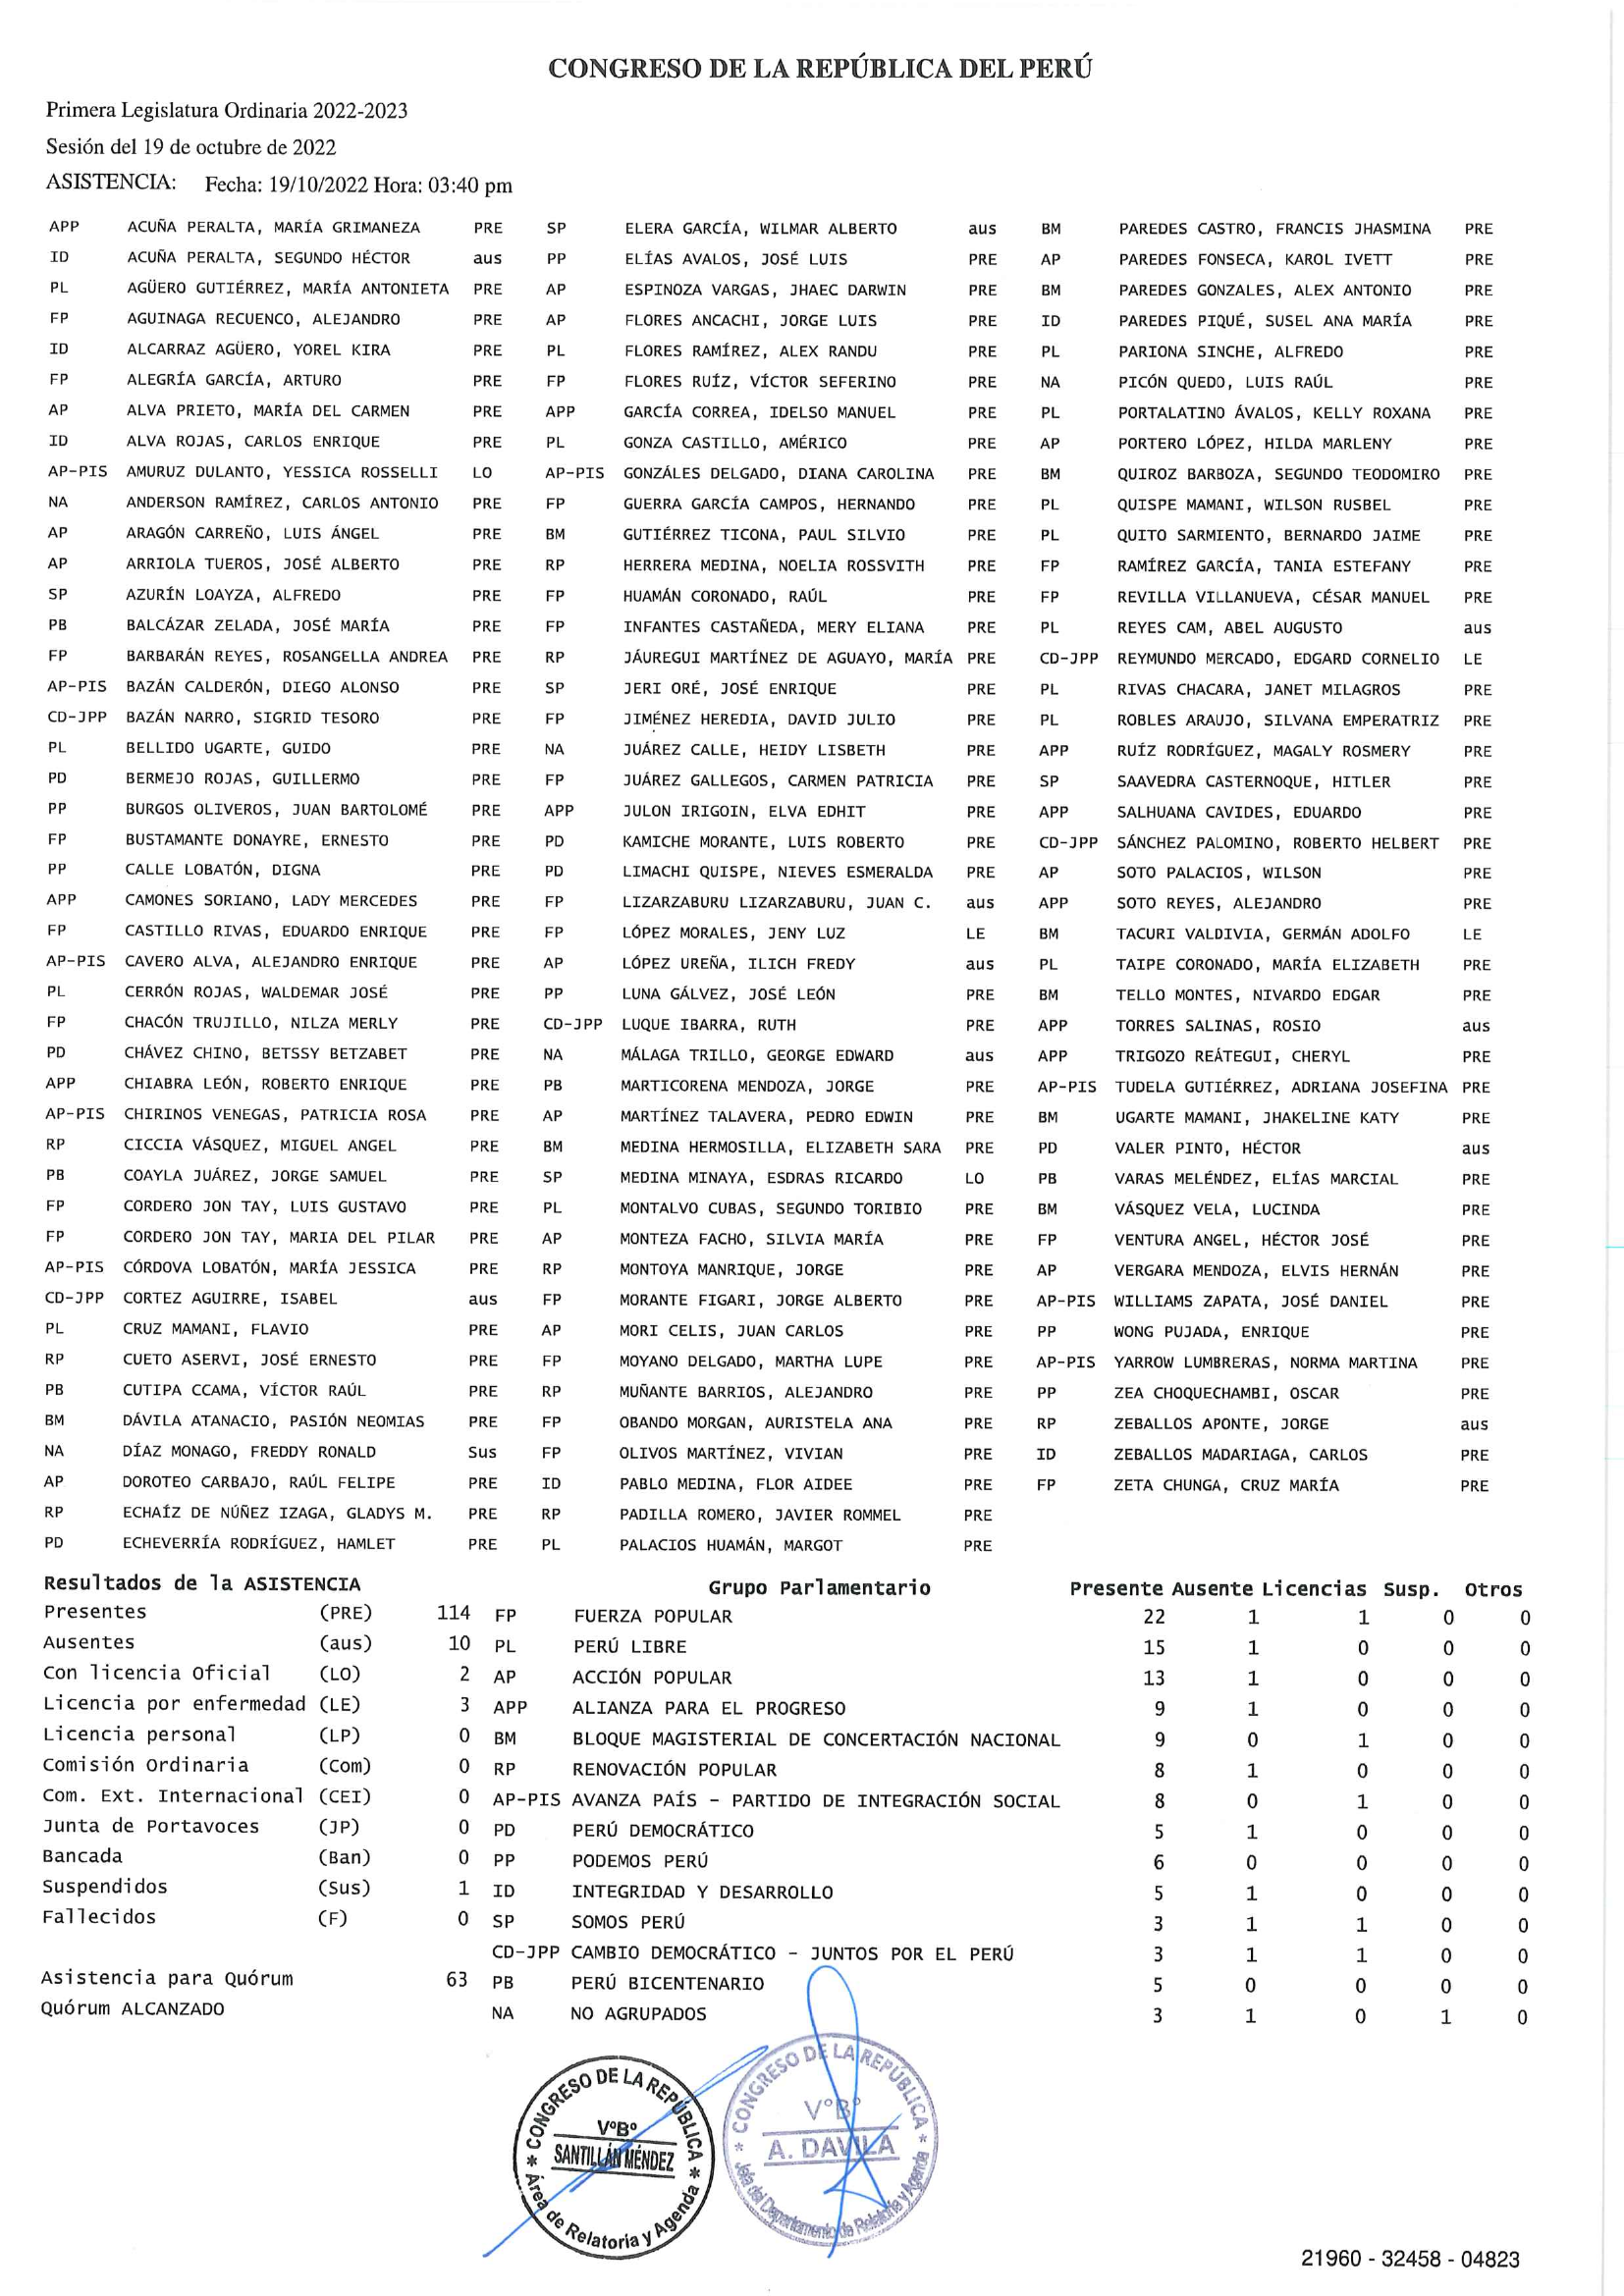 CONGRESO DE LA REPÚBLICA DEL PERÚ
Primera Legislatura Ordinaria 2022-2023
Sesión del 19 de octubre de 2022
ASISTENCIA: Fecha: 19/10/2022 Hora: 03:40 pm
APP ACUÑA PERALTA, MARÍA GRIMANEZA PRE SP ELERA GARCÍA, WILMAR ALBERTO aus BM PAREDES CASTRO, FRANCIS JHASMINA PRE
ID ACUÑA PERALTA, SEGUNDO HÉCTOR aus PP ELÍAS AVALOS, JOSÉ LUIS PRE AP PAREDES FONSECA, KAROL IVETT PRE
PL AGÜERO GUTIÉRREZ, MARÍA ANTONIETA PRE AP ESPINOZA VARGAS, JHAEC DARWIN PRE BM PAREDES GONZALES, ALEX ANTONIO PRE
FP AGUINAGA RECUENCO, ALEJANDRO PRE AP FLORES ANCACHI, JORGE LUIS PRE ID PAREDES PIQUÉ, SUSEL ANA MARÍA PRE
ID ALCARRAZ AGÜERO, YOREL KIRA PRE PL FLORES RAMÍREZ, ALEX RANDU PRE PL PARIONA SINCHE, ALFREDO PRE
FP ALEGRÍA GARCÍA, ARTURO PRE FP FLORES RUÍZ, VÍCTOR SEFERINO PRE NA PICÓN QUEDO, LUIS RAÚL PRE
AP ALVA PRIETO, MARÍA DEL CARMEN PRE APP GARCÍA CORREA, IDELSO MANUEL PRE PL PORTALATINO ÁVALOS, KELLY ROXANA PRE
ID ALVA ROJAS, CARLOS ENRIQUE PRE PL GONZA CASTILLO, AMÉRICO PRE AP PORTERO LÓPEZ, HILDA MARLENY PRE
AP-PIS AMURUZ DULANTO, YESSICA ROSSELLI LO AP-PIS GONZÁLES DELGADO, DIANA CAROLINA PRE BM QUIROZ BARBOZA, SEGUNDO TEODOMIRO PRE
NA ANDERSON RAMÍREZ, CARLOS ANTONIO PRE FP GUERRA GARCÍA CAMPOS, HERNANDO PRE PL QUISPE MAMANI, WILSON RUSBEL PRE
AP ARAGÓN CARREÑO, LUIS ÁNGEL PRE BM GUTIÉRREZ TICONA, PAUL SILVIO PRE PL QUITO SARMIENTO, BERNARDO JAIME PRE
AP ARRIOLA TUEROS, JOSÉ ALBERTO PRE RP HERRERA MEDINA, NOELIA ROSSVITH PRE FP RAMÍREZ GARCÍA, TANIA ESTEFANY PRE
SP AZURÍN LOAYZA, ALFREDO PRE FP HUAMÁN CORONADO, RAÚL PRE FP REVILLA VILLANUEVA, CÉSAR MANUEL PRE
PB BALCÁZAR ZELADA, JOSÉ MARÍA PRE FP INFANTES CASTAÑEDA, MERY ELIANA PRE PL REYES CAM, ABEL AUGUSTO aus
FP BARBARÁN REYES, ROSANGELLA ANDREA PRE RP JÁUREGUI MARTÍNEZ DE AGUAYO, MARÍA PRE CD-JPP REYMUNDO MERCADO, EDGARD CORNELIO LE
AP-PIS BAZÁN CALDERÓN, DIEGO ALONSO PRE SP JERI ORÉ, JOSÉ ENRIQUE PRE PL RIVAS CHACARA, JANET MILAGROS PRE
CD-JPP BAZÁN NARRO, SIGRID TESORO PRE FP JIMÉNEZ HEREDIA, DAVID JULIO PRE PL ROBLES ARAUJO, SILVANA EMPERATRIZ PRE
PL BELLIDO UGARTE, GUIDO PRE NA JUÁREZ CALLE, HEIDY LISBETH PRE APP RUÍZ RODRÍGUEZ, MAGALY ROSMERY PRE
PD BERMEJO ROJAS, GUILLERMO PRE FP JUÁREZ GALLEGOS, CARMEN PATRICIA PRE SP SAAVEDRA CASTERNOQUE, HITLER PRE
PP BURGOS OLIVEROS, JUAN BARTOLOMÉ PRE APP JULON IRIGOIN, ELVA EDHIT PRE APP SALHUANA CAVIDES, EDUARDO PRE
FP BUSTAMANTE DONAYRE, ERNESTO PRE PD KAMICHE MORANTE, LUIS ROBERTO PRE CD-JPP SÁNCHEZ PALOMINO, ROBERTO HELBERT PRE
PP CALLE LOBATÓN, DIGNA PRE PD LIMACHI QUISPE, NIEVES ESMERALDA PRE AP SOTO PALACIOS, WILSON PRE
APP CAMONES SORIANO, LADY MERCEDES PRE FP LIZARZABURU LIZARZABURU, JUAN C. aus APP SOTO REYES, ALEJANDRO PRE
FP CASTILLO RIVAS, EDUARDO ENRIQUE PRE FP LÓPEZ MORALES, JENY LUZ LE BM TACURI VALDIVIA, GERMÁN ADOLFO LE
AP-PIS CAVERO ALVA, ALEJANDRO ENRIQUE PRE AP LÓPEZ UREÑA, ILICH FREDY aus PL TAIPE CORONADO, MARÍA ELIZABETH PRE
PL CERRÓN ROJAS, WALDEMAR JOSÉ PRE PP LUNA GÁLVEZ, JOSÉ LEÓN PRE BM TELLO MONTES, NIVARDO EDGAR PRE
FP CHACÓN TRUJILLO, NILZA MERLY PRE CD-JPP LUQUE IBARRA, RUTH PRE APP TORRES SALINAS, ROSIO aus
PD CHÁVEZ CHINO, BETSSY BETZABET PRE NA MÁLAGA TRILLO, GEORGE EDWARD aus APP TRIGOZO REÁTEGUI, CHERYL PRE
APP CHIABRA LEÓN, ROBERTO ENRIQUE PRE PB MARTICORENA MENDOZA, JORGE PRE AP-PIS TUDELA GUTIÉRREZ, ADRIANA JOSEFINA PRE
AP-PIS CHIRINOS VENEGAS, PATRICIA ROSA PRE AP MARTÍNEZ TALAVERA, PEDRO EDWIN PRE BM UGARTE MAMANI, JHAKELINE KATY PRE
RP CICCIA VÁSQUEZ, MIGUEL ANGEL PRE BM MEDINA HERMOSILLA, ELIZABETH SARA PRE PD VALER PINTO, HÉCTOR aus
PB COAYLA JUÁREZ, JORGE SAMUEL PRE SP MEDINA MINAYA, ESDRAS RICARDO LO PB VARAS MELÉNDEZ, ELÍAS MARCIAL PRE
FP CORDERO JON TAY, LUIS GUSTAVO PRE PL MONTALVO CUBAS, SEGUNDO TORIBIO PRE BM VÁSQUEZ VELA, LUCINDA PRE
FP CORDERO JON TAY, MARIA DEL PILAR PRE AP MONTEZA FACHO, SILVIA MARÍA PRE FP VENTURA ANGEL, HÉCTOR JOSÉ PRE
AP-PIS CÓRDOVA LOBATÓN, MARÍA JESSICA PRE RP MONTOYA MANRIQUE, JORGE PRE AP VERGARA MENDOZA, ELVIS HERNÁN PRE
CD-JPP CORTEZ AGUIRRE, ISABEL aus FP MORANTE FIGARI, JORGE ALBERTO PRE AP-PIS WILLIAMS ZAPATA, JOSÉ DANIEL PRE
PL CRUZ MAMANI, FLAVIO PRE AP MORI CELIS, JUAN CARLOS PRE PP WONG PUJADA, ENRIQUE PRE
RP CUETO ASERVI, JOSÉ ERNESTO PRE FP MOYANO DELGADO, MARTHA LUPE PRE AP-PIS YARROW LUMBRERAS, NORMA MARTINA PRE
PB CUTIPA CCAMA, VÍCTOR RAÚL PRE RP MUÑANTE BARRIOS, ALEJANDRO PRE PP ZEA CHOQUECHAMBI, OSCAR PRE
BM DÁVILA ATANACIO, PASIÓN NEOMIAS PRE FP OBANDO MORGAN, AURISTELA ANA PRE RP ZEBALLOS APONTE, JORGE aus
NA DÍAZ MONAGO, FREDDY RONALD Sus FP OLIVOS MARTÍNEZ, VIVIAN PRE ID ZEBALLOS MADARIAGA, CARLOS PRE
AP DOROTEO CARBAJO, RAÚL FELIPE PRE ID PABLO MEDINA, FLOR AIDEE PRE FP ZETA CHUNGA, CRUZ MARÍA PRE
RP ECHAÍZ DE NÚÑEZ IZAGA, GLADYS M. PRE RP PADILLA ROMERO, JAVIER ROMMEL PRE
PD ECHEVERRÍA RODRÍGUEZ, HAMLET PRE PL PALACIOS HUAMÁN, MARGOT PRE
Resultados de la ASISTENCIA Grupo Parlamentario Presente Ausente Licencias Susp. Otros
Presentes (PRE) 114 FP FUERZA POPULAR 22 1 1 0 0
Ausentes (aus) 10 PL PERÚ LIBRE 15 1 0 0 0
Con licencia Oficial (LO) 2 AP ACCIÓN POPULAR 13 1 0 0 0
Licencia por enfermedad (LE) 3 APP ALIANZA PARA EL PROGRESO 9 1 0 0 0
Licencia personal (LP) 0 BM BLOQUE MAGISTERIAL DE CONCERTACIÓN NACIONAL 9 0 1 0 0
Comisión Ordinaria (Com) 0 RP RENOVACIÓN POPULAR 8 1 0 0 0
Com. Ext. Internacional (CEI) 0 AP-PIS AVANZA PAÍS - PARTIDO DE INTEGRACIÓN SOCIAL 8 0 1 0 0
Junta de Portavoces (JP) 0 PD PERÚ DEMOCRÁTICO 5 1 0 0 0
Bancada (Ban) 0 PP PODEMOS PERÚ 6 0 0 0 0
Suspendidos (Sus) 1 ID INTEGRIDAD Y DESARROLLO 5 1 0 0 0
Fallecidos (F) 0 SP SOMOS PERÚ 3 1 1 0 0
CD-JPP CAMBIO DEMOCRÁTICO - JUNTOS POR EL PERÚ 3 1 1 0 0
Asistencia para Quórum 63 PB PERÚ BICENTENARIO 5 0 0 0 0
Quórum ALCANZADO NA NO AGRUPADOS 3 1 0 1 0
* CONGRESO DE LA REPÚBLICA *
V°B°
SANTILLÁN MÉNDEZ
Área de Relatoría y Agenda
* CONGRESO DE LA REPÚBLICA *
V°B°
A. DAVILA
Jefa del Departamento de Relatoría y Agenda
21960 - 32458 - 04823